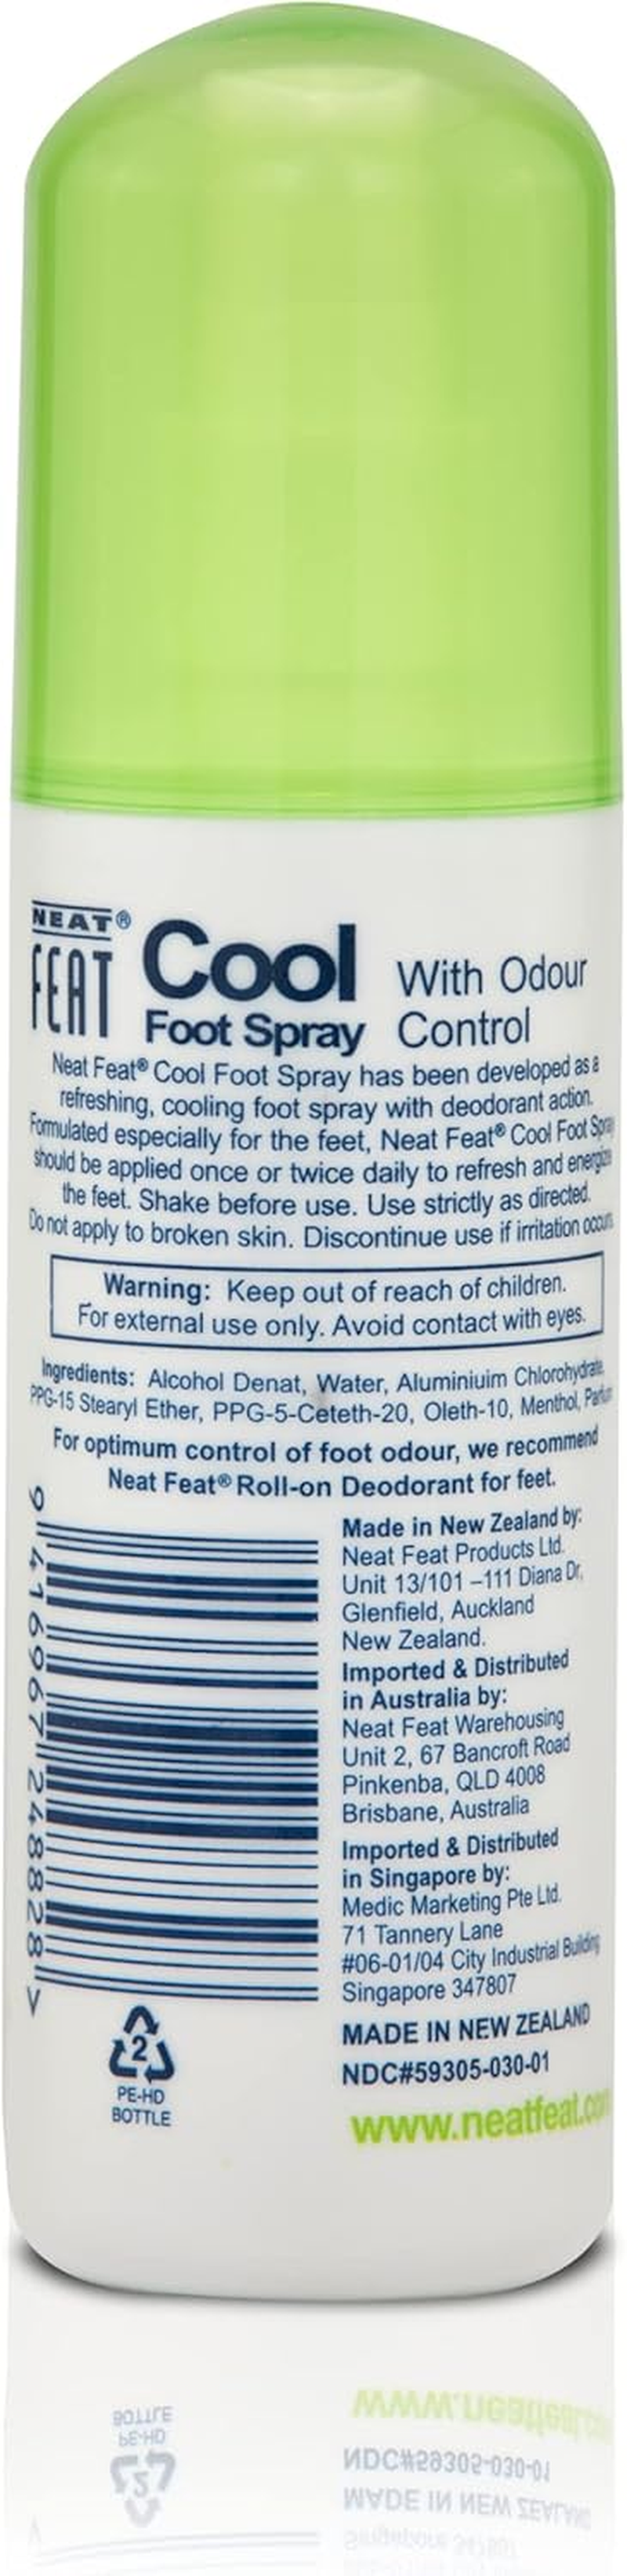 NEAT®
FEAT
Cool
Foot Spray
With Odour
Control
Neat Feat® Cool Foot Spray has been developed as a
refreshing, cooling foot spray with deodorant action.
Formulated especially for the feet, Neat Feat® Cool Foot Spray
should be applied once or twice daily to refresh and energize
the feet. Shake before use. Use strictly as directed.
Do not apply to broken skin. Discontinue use if irritation occurs.
Warning: Keep out of reach of children.
For external use only. Avoid contact with eyes.
Ingredients: Alcohol Denat, Water, Aluminiuim Chlorohydrate,
PPG-15 Stearyl Ether, PPG-5-Ceteth-20, Oleth-10, Menthol, Parfum
For optimum control of foot odour, we recommend
Neat Feat® Roll-on Deodorant for feet.
9 416967 248828 >
Made in New Zealand by:
Neat Feat Products Ltd.
Unit 13/101 –111 Diana Dr,
Glenfield, Auckland
New Zealand.
Imported & Distributed
in Australia by:
Neat Feat Warehousing
Unit 2, 67 Bancroft Road
Pinkenba, QLD 4008
Brisbane, Australia
Imported & Distributed
in Singapore by:
Medic Marketing Pte Ltd.
71 Tannery Lane
#06-01/04 City Industrial Building
Singapore 347807
MADE IN NEW ZEALAND
NDC#59305-030-01
www.neatfeat.com
2
PE-HD
BOTTLE